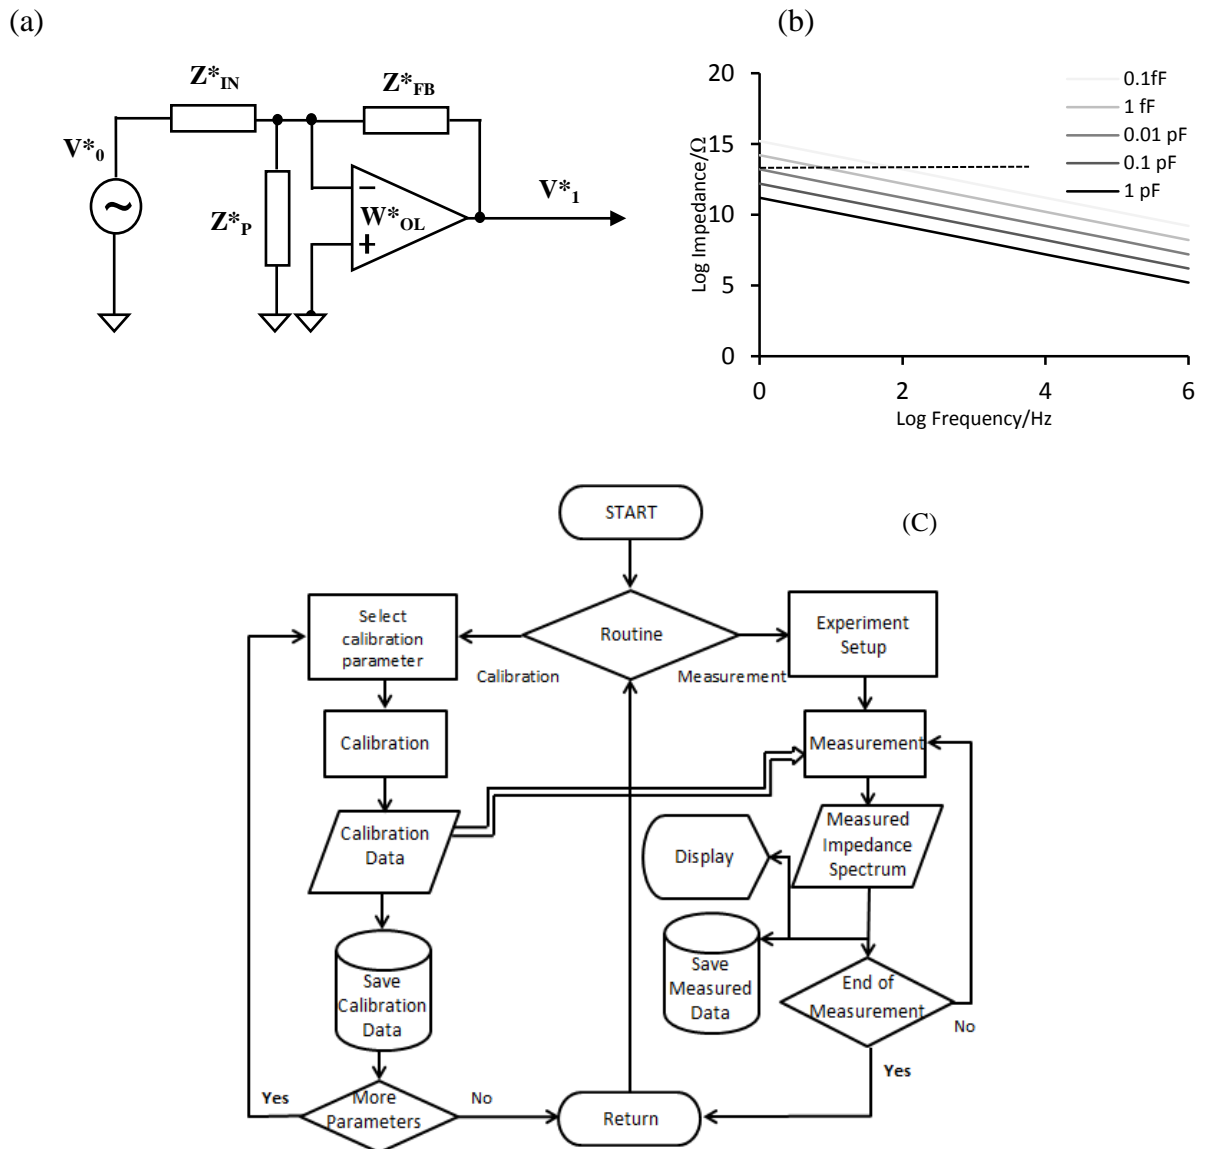 (a)
(b)
Z*IN
Z*FB
V*0
Z*P
W*OL
−
+
V*1
~
20
15
10
5
0
Log Impedance/Ω
0
2
4
6
Log Frequency/Hz
0.1fF
1 fF
0.01 pF
0.1 pF
1 pF
(C)
START
Select
calibration
parameter
Routine
Experiment
Setup
Calibration
Measurement
Calibration
Measurement
Calibration
Data
Measured
Impedance
Spectrum
Display
Save
Calibration
Data
Save
Measured
Data
End of
Measurement
No
Yes
Yes
More
Parameters
No
Return